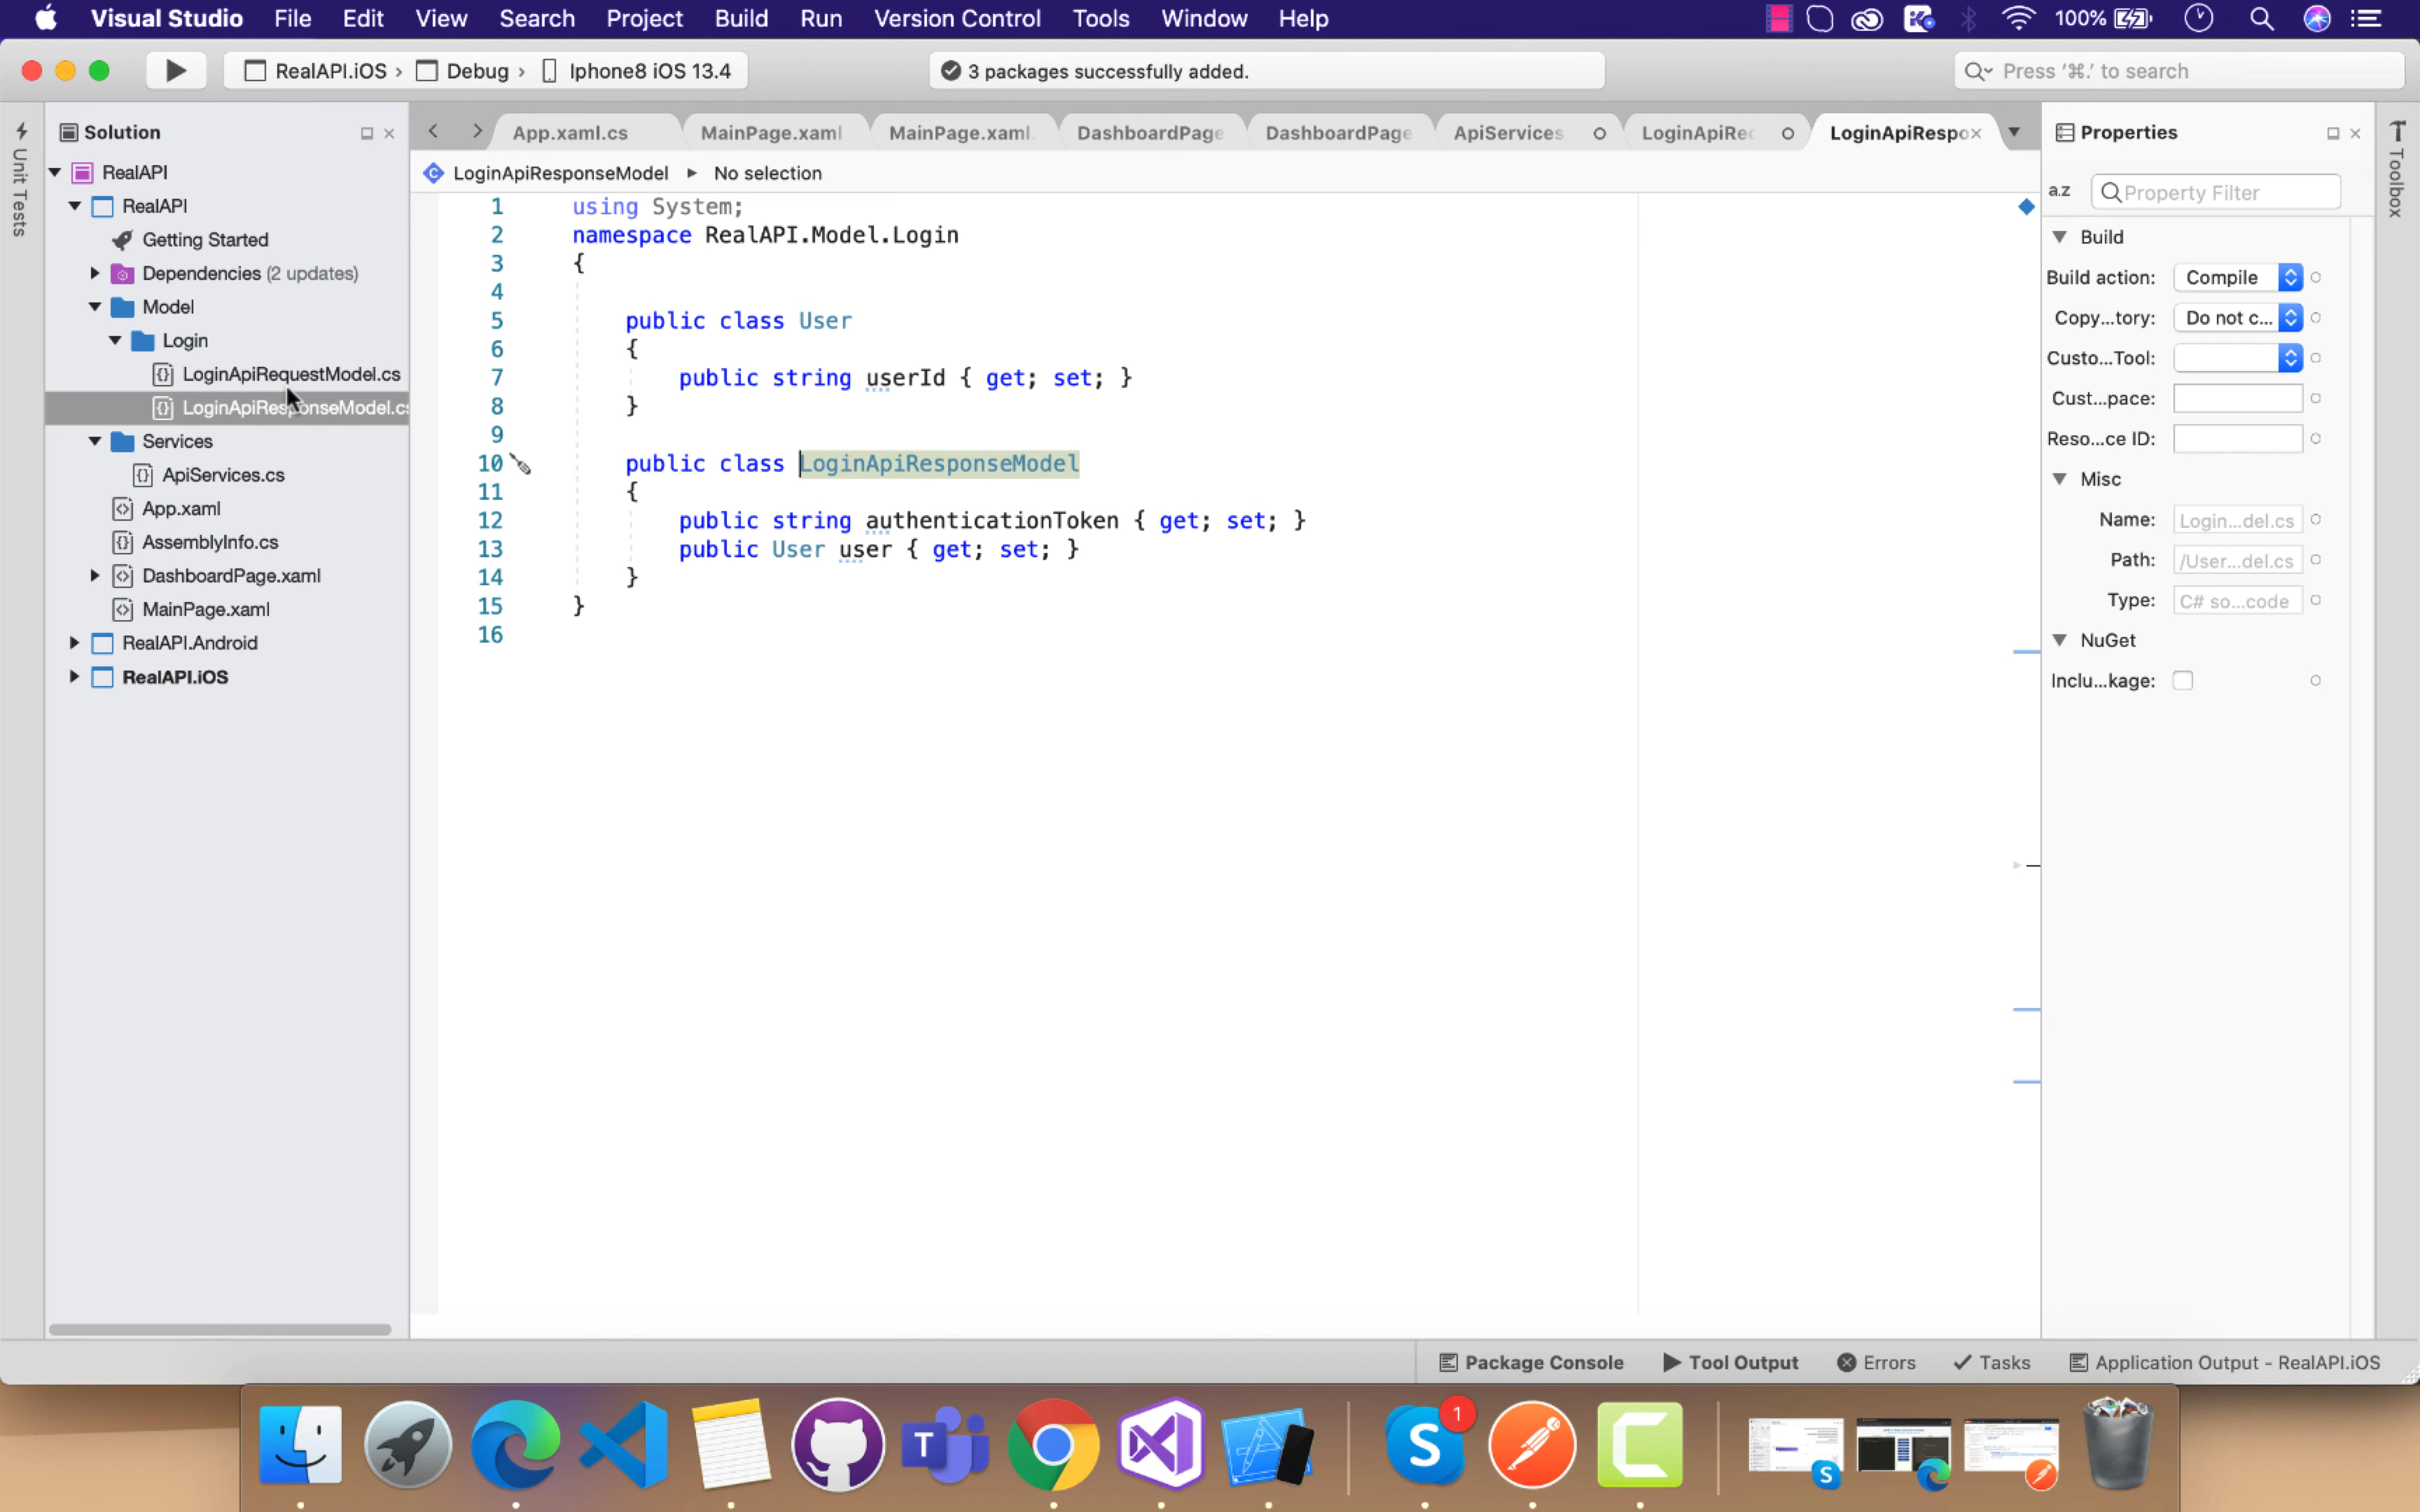 Visual Studio File Edit View Search Project Build Run Version Control Tools Window Help 100%
RealAPI.iOS › Debug › Iphone8 iOS 13.4
3 packages successfully added.
Press '⌘.' to search
Unit Tests
Solution
RealAPI
RealAPI
Getting Started
Dependencies (2 updates)
Model
Login
LoginApiRequestModel.cs
LoginApiResponseModel.cs
Services
ApiServices.cs
App.xaml
AssemblyInfo.cs
DashboardPage.xaml
MainPage.xaml
RealAPI.Android
RealAPI.iOS
App.xaml.cs MainPage.xaml MainPage.xaml. DashboardPage DashboardPage ApiServices LoginApiRec LoginApiRespo
LoginApiResponseModel ▸ No selection
1 using System;
2 namespace RealAPI.Model.Login
3 {
4
5 public class User
6 {
7 public string userId { get; set; }
8 }
9
10 public class LoginApiResponseModel
11 {
12 public string authenticationToken { get; set; }
13 public User user { get; set; }
14 }
15 }
16
Properties
Toolbox
a.z Property Filter
Build
Build action: Compile
Copy...tory: Do not c...
Custo...Tool:
Cust...pace:
Reso...ce ID:
Misc
Name: Login...del.cs
Path: /User...del.cs
Type: C# so...code
NuGet
Inclu...kage:
Package Console Tool Output Errors Tasks Application Output - RealAPI.iOS
T
S
1
S